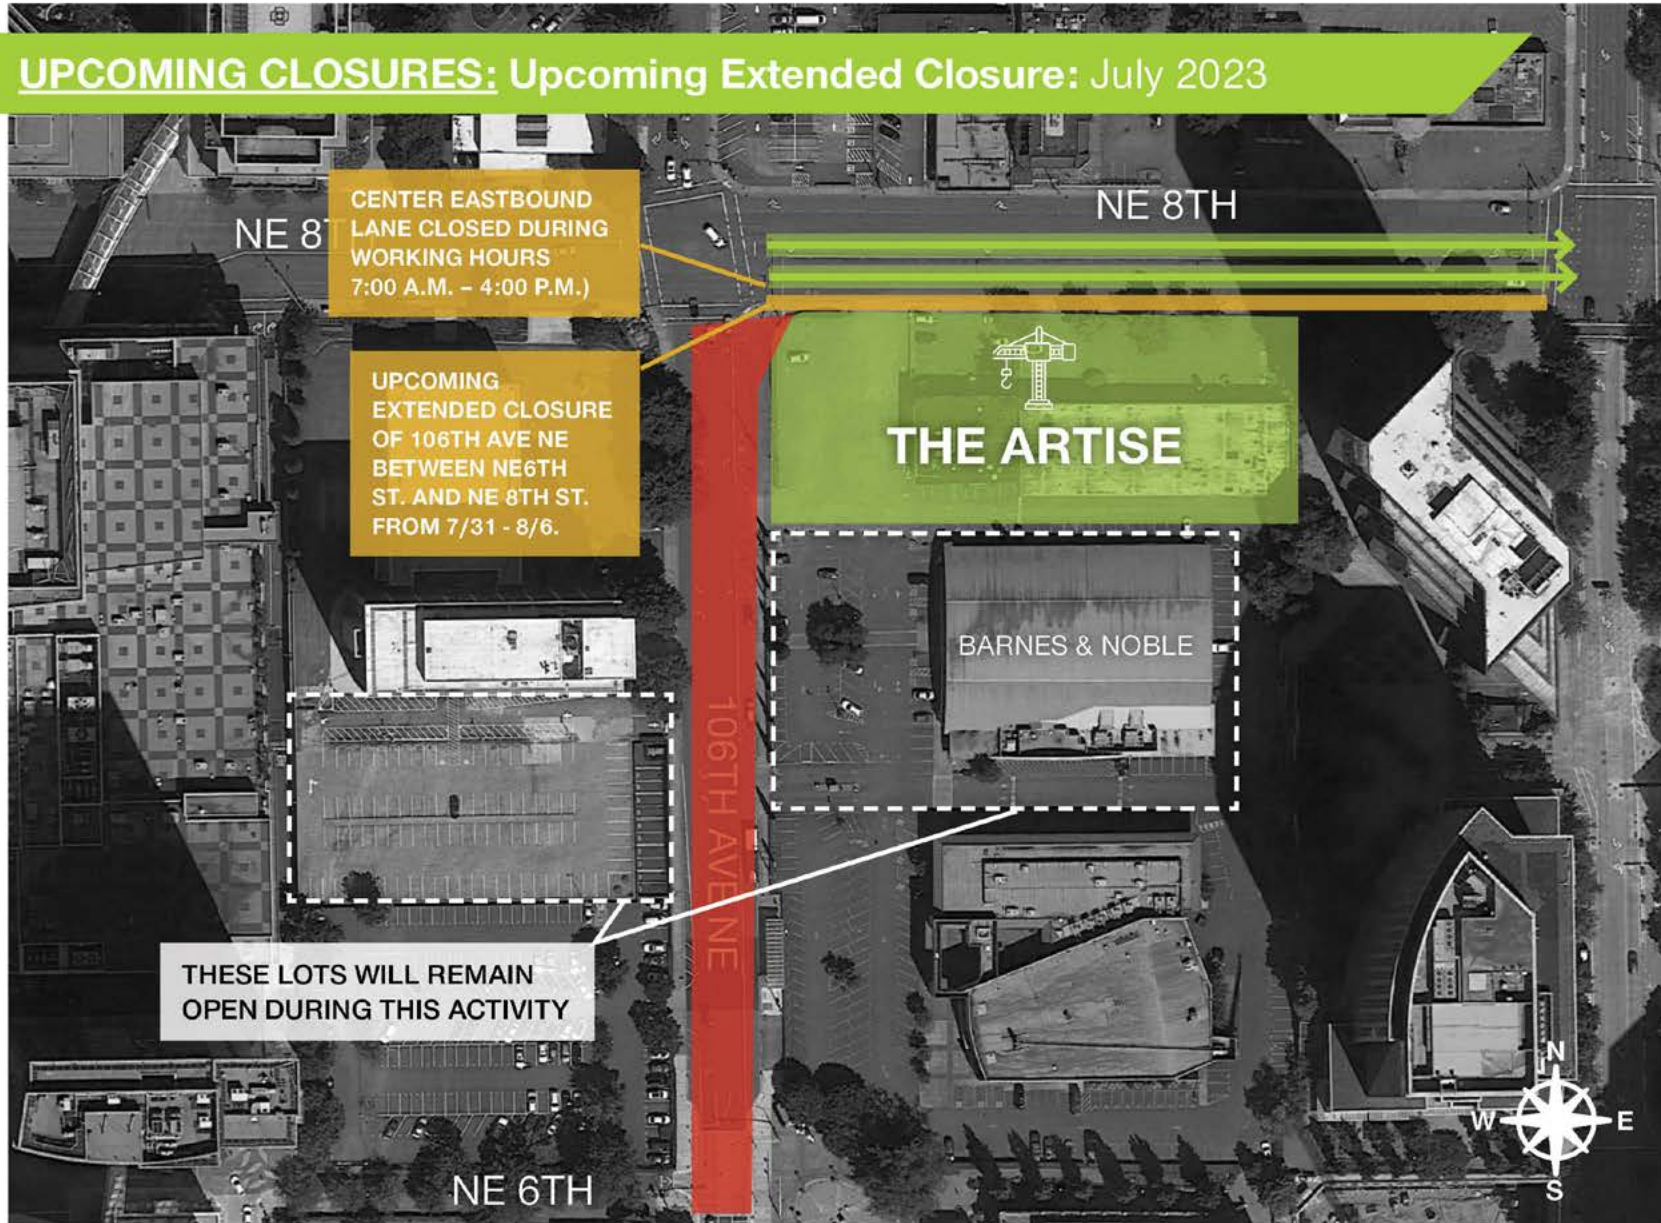 UPCOMING CLOSURES: Upcoming Extended Closure: July 2023
CENTER EASTBOUND
LANE CLOSED DURING
WORKING HOURS
7:00 A.M. – 4:00 P.M.)
NE 8T
NE 8TH
UPCOMING
EXTENDED CLOSURE
OF 106TH AVE NE
BETWEEN NE6TH
ST. AND NE 8TH ST.
FROM 7/31 - 8/6.
THE ARTISE
BARNES & NOBLE
106TH AVE NE
THESE LOTS WILL REMAIN
OPEN DURING THIS ACTIVITY
NE 6TH
N
W
E
S